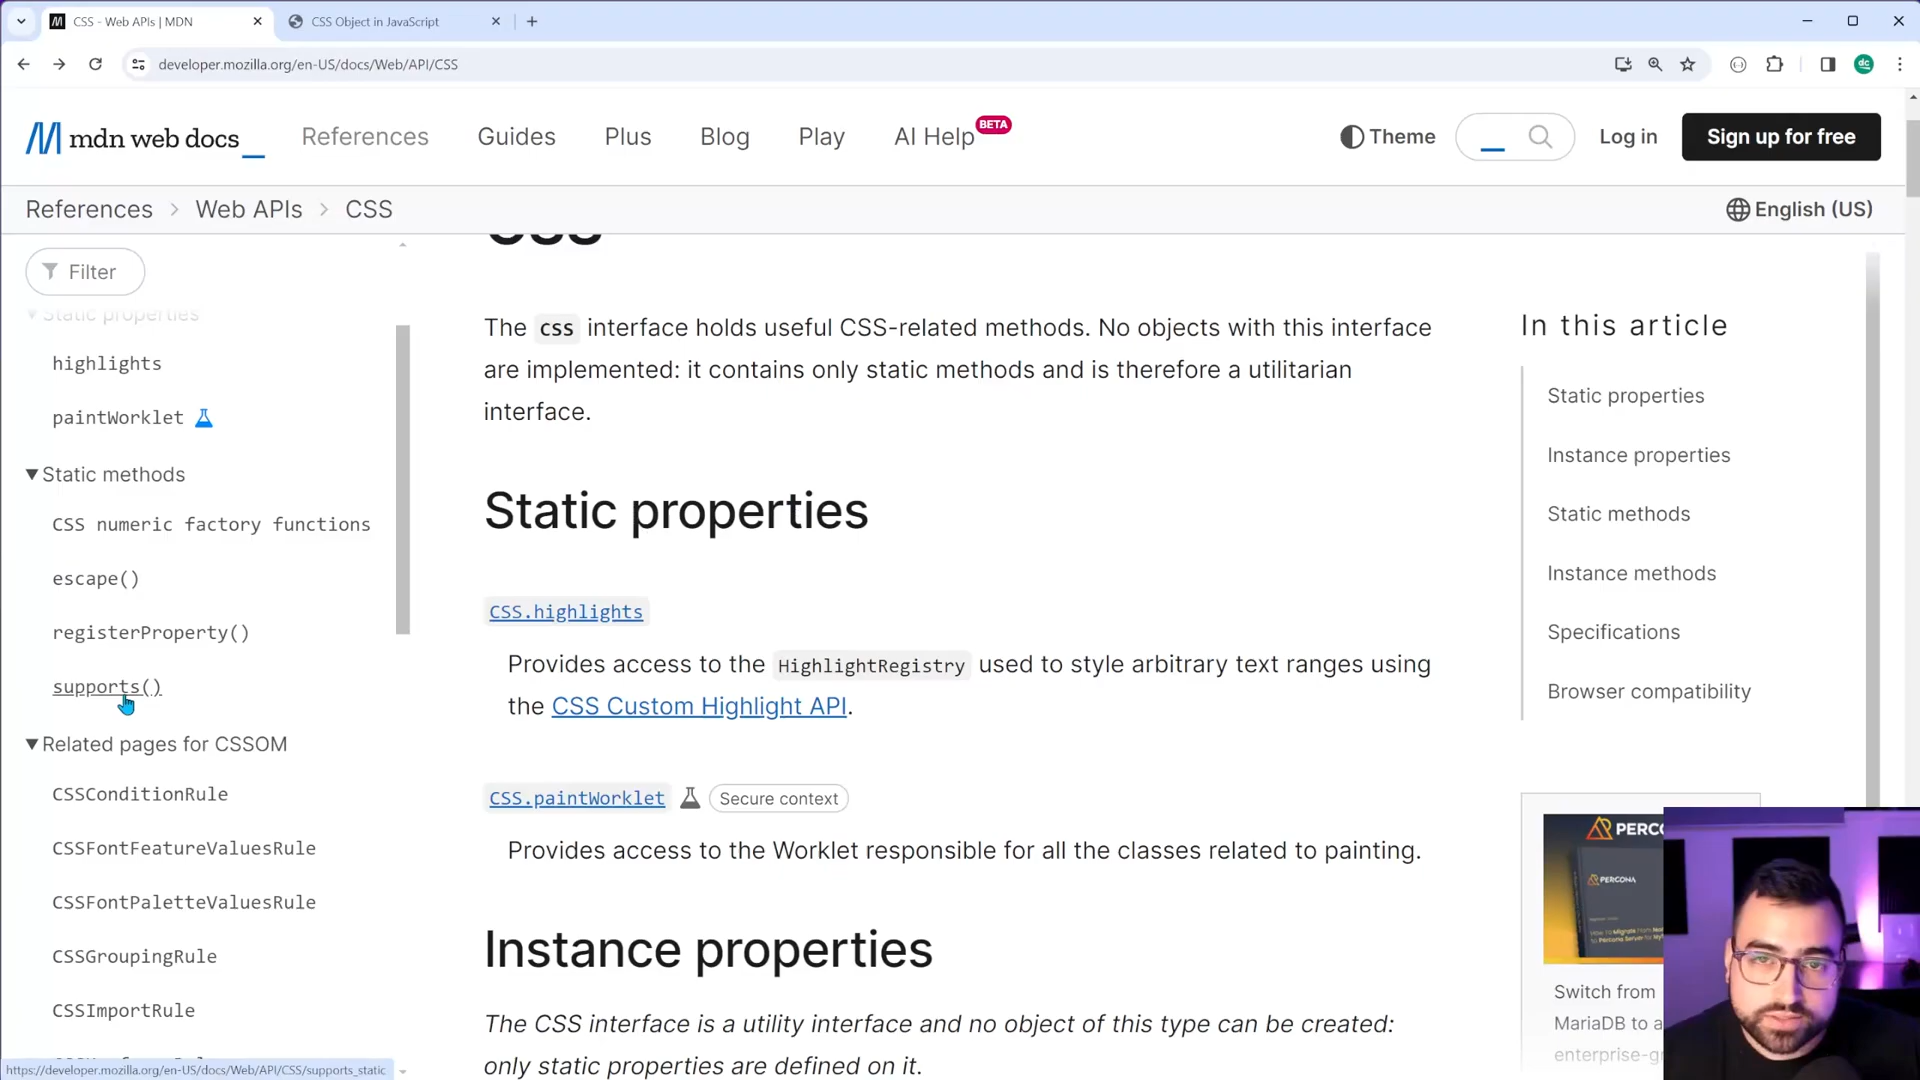 CSS - Web APIs | MDN
CSS Object in JavaScript
developer.mozilla.org/en-US/docs/Web/API/CSS
dc
mdn web docs
References
Guides
Plus
Blog
Play
AI Help
BETA
Theme
Log in
Sign up for free
References > Web APIs > CSS
English (US)
Filter
Static properties
highlights
paintWorklet
Static methods
CSS numeric factory functions
escape()
registerProperty()
supports()
Related pages for CSSOM
CSSConditionRule
CSSFontFeatureValuesRule
CSSFontPaletteValuesRule
CSSGroupingRule
CSSImportRule
https://developer.mozilla.org/en-US/docs/Web/API/CSS/supports_static
CSS
The CSS interface holds useful CSS-related methods. No objects with this interface
are implemented: it contains only static methods and is therefore a utilitarian
interface.
Static properties
CSS.highlights
Provides access to the HighlightRegistry used to style arbitrary text ranges using
the CSS Custom Highlight API.
CSS.paintWorklet
Secure context
Provides access to the Worklet responsible for all the classes related to painting.
Instance properties
The CSS interface is a utility interface and no object of this type can be created:
only static properties are defined on it.
In this article
Static properties
Instance properties
Static methods
Instance methods
Specifications
Browser compatibility
PERCO
PERCONA
Switch from
MariaDB to a
enterprise-g